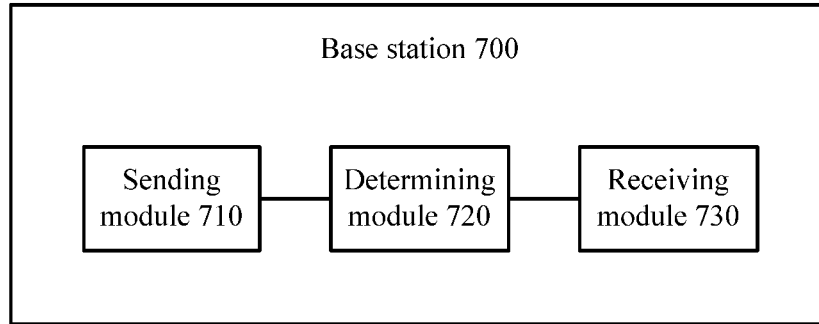 Base station 700
Sending
module 710
Determining
module 720
Receiving
module 730